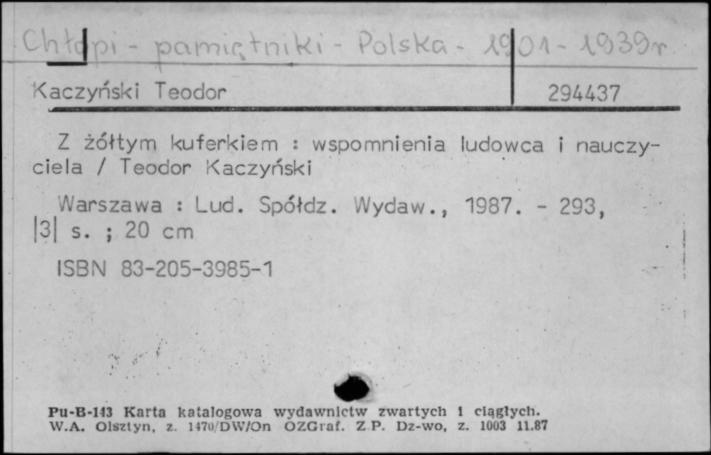 Chłopi - pamiętniki - Polska - 1901 - 1939 r.
Kaczyński Teodor 294437
Z żółtym kuferkiem : wspomnienia ludowca i nauczy-
ciela / Teodor Kaczyński
Warszawa : Lud. Spółdz. Wydaw., 1987. - 293,
|3| s. ; 20 cm
ISBN 83-205-3985-1
Pu-B-143 Karta katalogowa wydawnictw zwartych i ciągłych.
W.A. Olsztyn, z. 1470/DW/On OZGraf. Z.P. Dz-wo, z. 1003 11.87